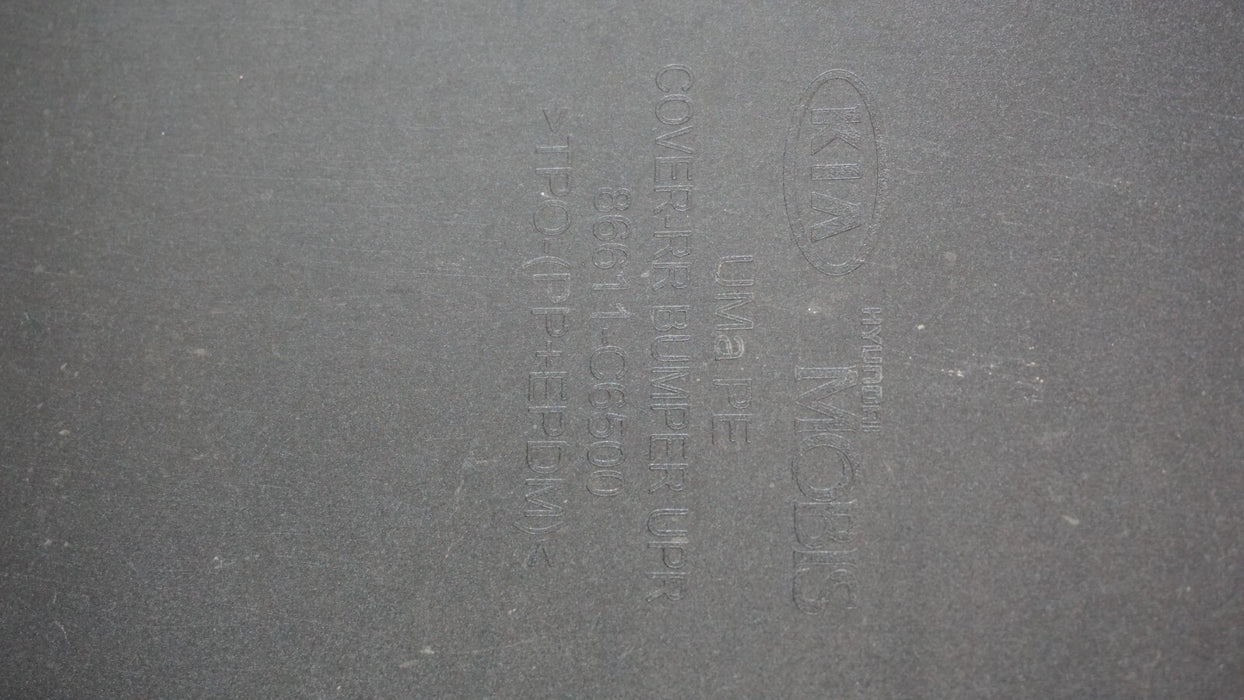 KIA
HYUNDAI
MOBIS
UMa PE
COVER-RR BUMPER UPR
86611-C6500
>TPO-(PP+EPDM)<